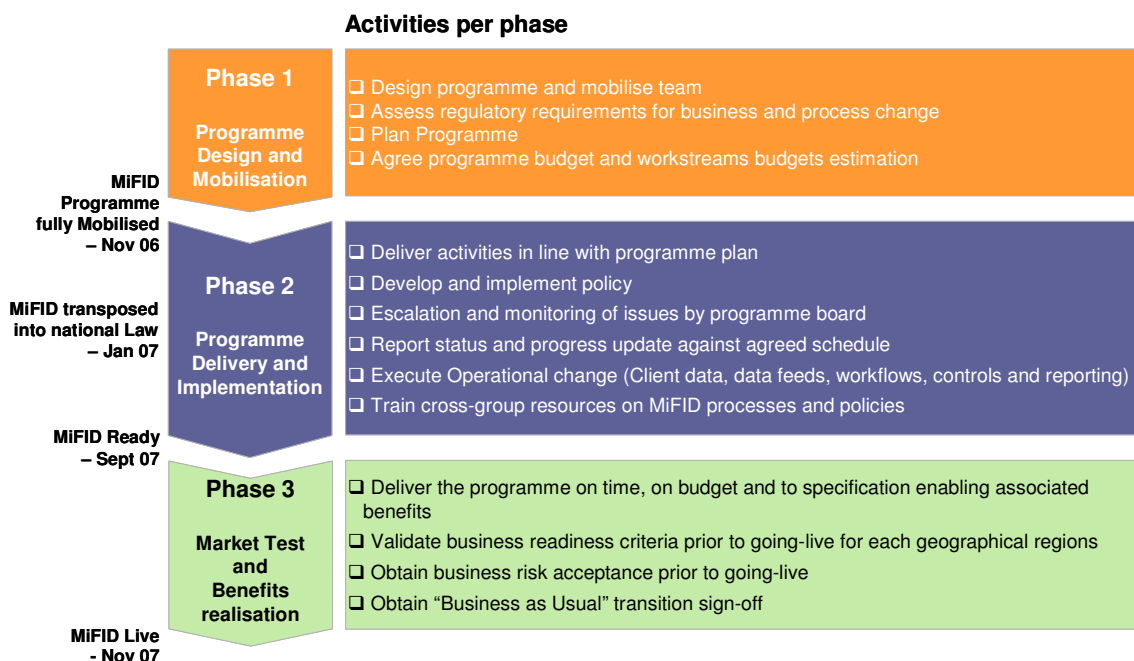 Activities per phase
Phase 1
Programme
Design and
Mobilisation
❑ Design programme and mobilise team
❑ Assess regulatory requirements for business and process change
❑ Plan Programme
❑ Agree programme budget and workstreams budgets estimation
MiFID
Programme
fully Mobilised
– Nov 06
Phase 2
Programme
Delivery and
Implementation
❑ Deliver activities in line with programme plan
❑ Develop and implement policy
❑ Escalation and monitoring of issues by programme board
❑ Report status and progress update against agreed schedule
❑ Execute Operational change (Client data, data feeds, workflows, controls and reporting)
❑ Train cross-group resources on MiFID processes and policies
MiFID transposed
into national Law
– Jan 07
MiFID Ready
– Sept 07
Phase 3
Market Test
and
Benefits
realisation
❑ Deliver the programme on time, on budget and to specification enabling associated
benefits
❑ Validate business readiness criteria prior to going-live for each geographical regions
❑ Obtain business risk acceptance prior to going-live
❑ Obtain “Business as Usual” transition sign-off
MiFID Live
- Nov 07